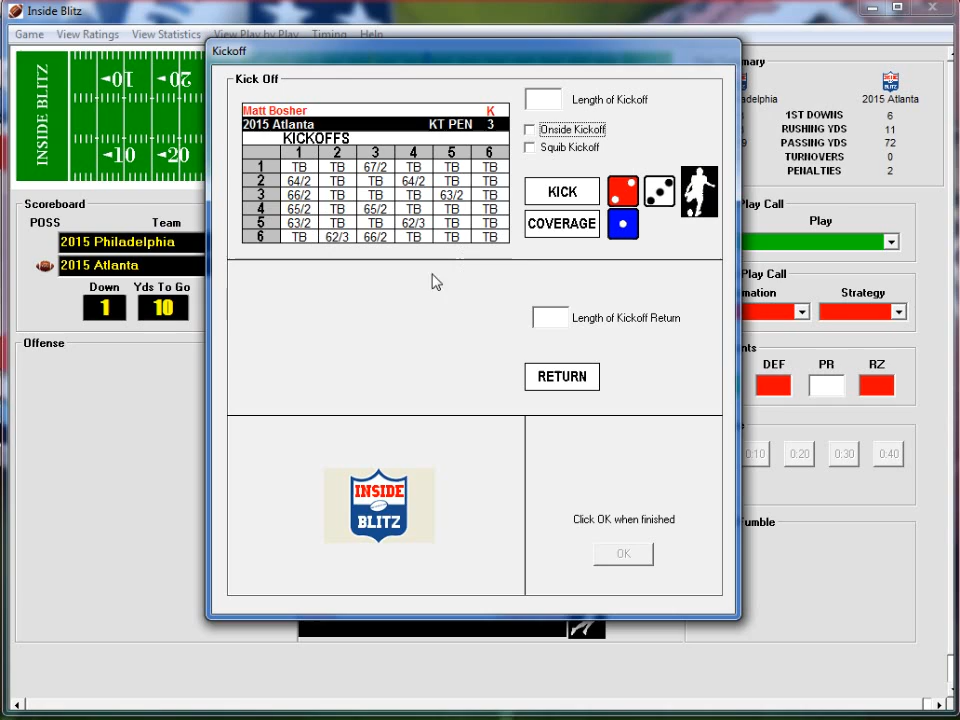 Inside Blitz
Game View Ratings View Statistics View Play by Play Timing Help
INSIDE BLITZ
10 20
10 20
Scoreboard
POSS Team
2015 Philadelphia
2015 Atlanta
Down Yds To Go
1 10
Offense
Kickoff
Kick Off
Matt Bosher K
2015 Atlanta KT PEN 3
KICKOFFS
1 2 3 4 5 6
1 TB TB 67/2 TB TB TB
2 64/2 TB TB 64/2 TB TB
3 66/2 TB TB TB 63/2 TB
4 65/2 TB 65/2 TB TB TB
5 63/2 TB TB 62/3 TB TB
6 TB 62/3 66/2 TB TB TB
Length of Kickoff
Onside Kickoff
Squib Kickoff
KICK
COVERAGE
Length of Kickoff Return
RETURN
INSIDE
BLITZ
Click OK when finished
OK
mary
adelphia 2015 Atlanta
1ST DOWNS 6
RUSHING YDS 11
PASSING YDS 72
TURNOVERS 0
PENALTIES 2
Play Call
Play
Play Call
mation Strategy
nts
DEF PR RZ
0:10 0:20 0:30 0:40
umble